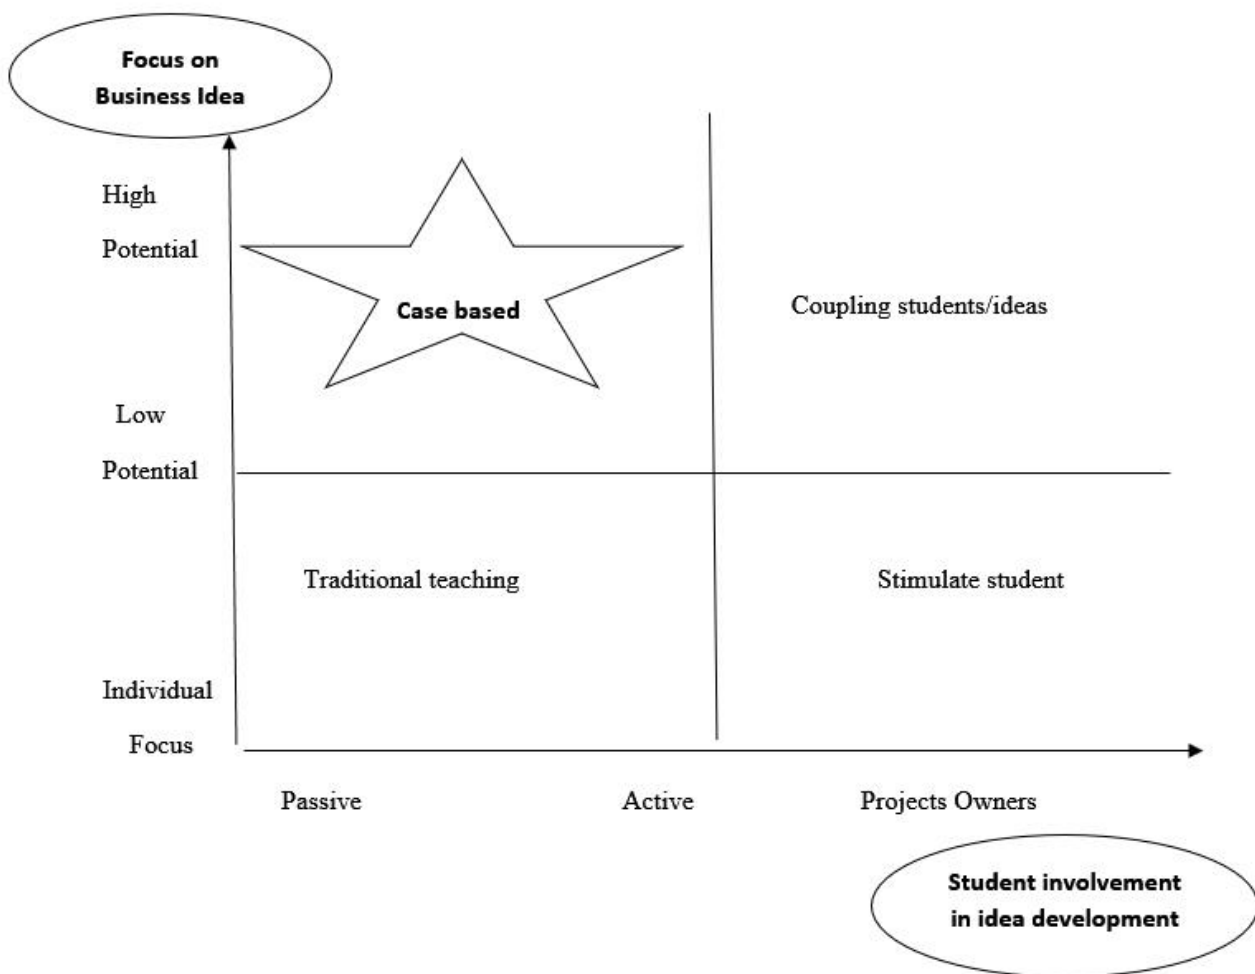 Focus on
Business Idea
High
Potential
Case based
Coupling students/ideas
Low
Potential
Traditional teaching
Stimulate student
Individual
Focus
Passive
Active
Projects Owners
Student involvement
in idea development